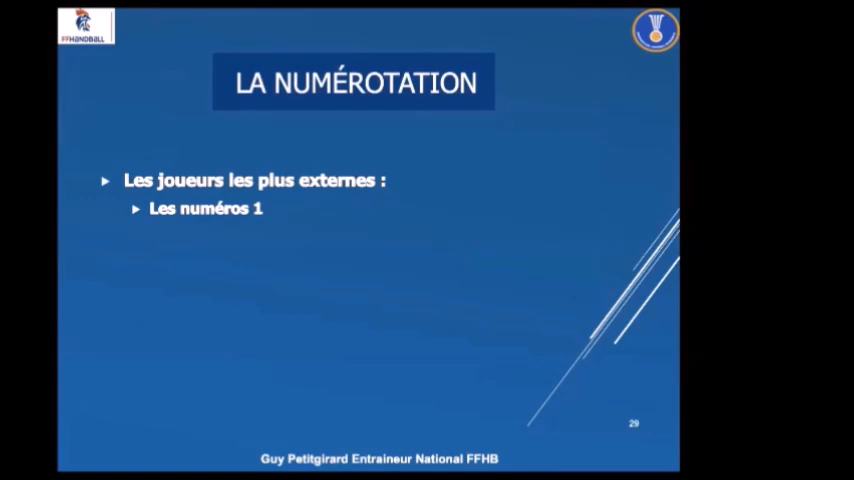 FFHANDBALL
LA NUMÉROTATION
Les joueurs les plus externes :
Les numéros 1
29
Guy Petitgirard Entraineur National FFHB